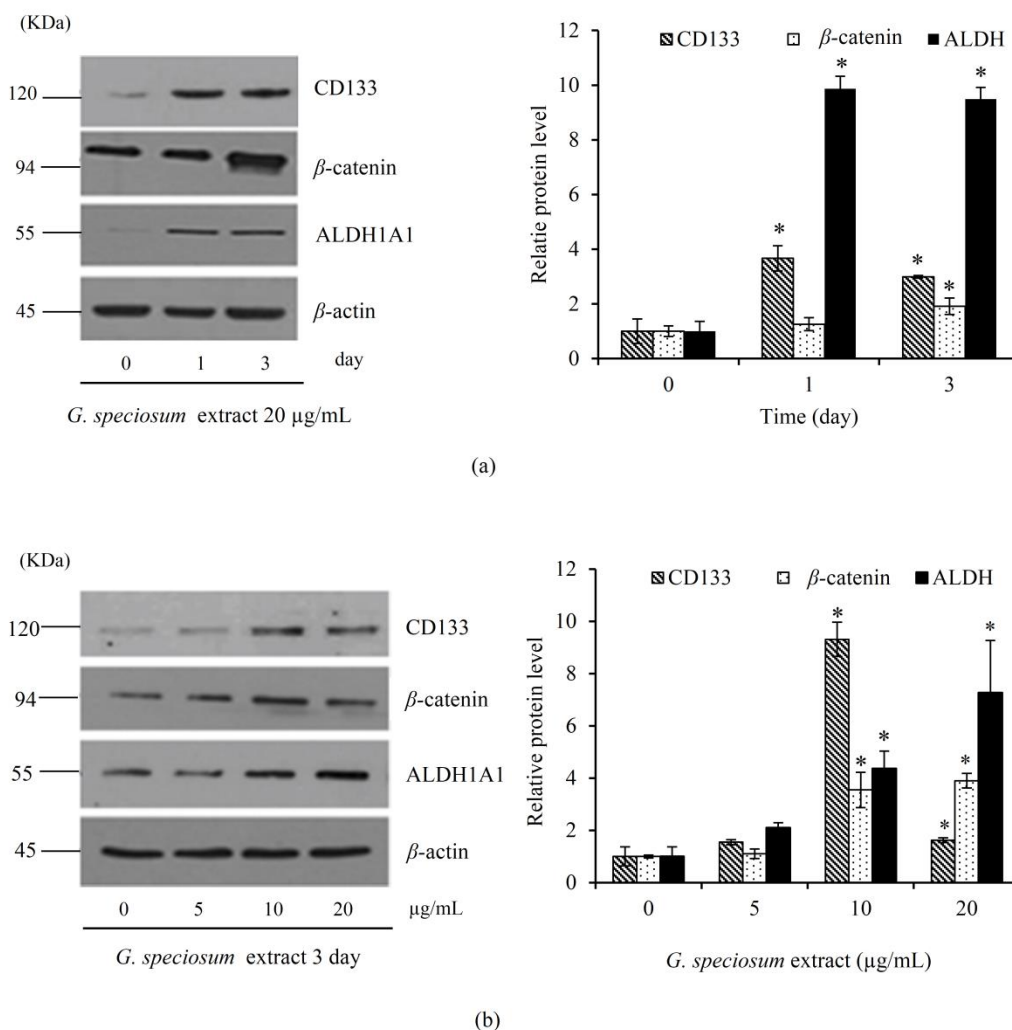 (KDa)
120
CD133
94
β-catenin
55
ALDH1A1
45
β-actin
0 1 3 day
G. speciosum extract 20 µg/mL
12
10
8
6
4
2
0
Relatie protein level
CD133 β-catenin ALDH
*
*
*
*
*
0 1 3
Time (day)
(a)
(KDa)
120
CD133
94
β-catenin
55
ALDH1A1
45
β-actin
0 5 10 20 µg/mL
G. speciosum extract 3 day
12
10
8
6
4
2
0
Relative protein level
CD133 β-catenin ALDH
*
*
*
*
*
*
0 5 10 20
G. speciosum extract (µg/mL)
(b)